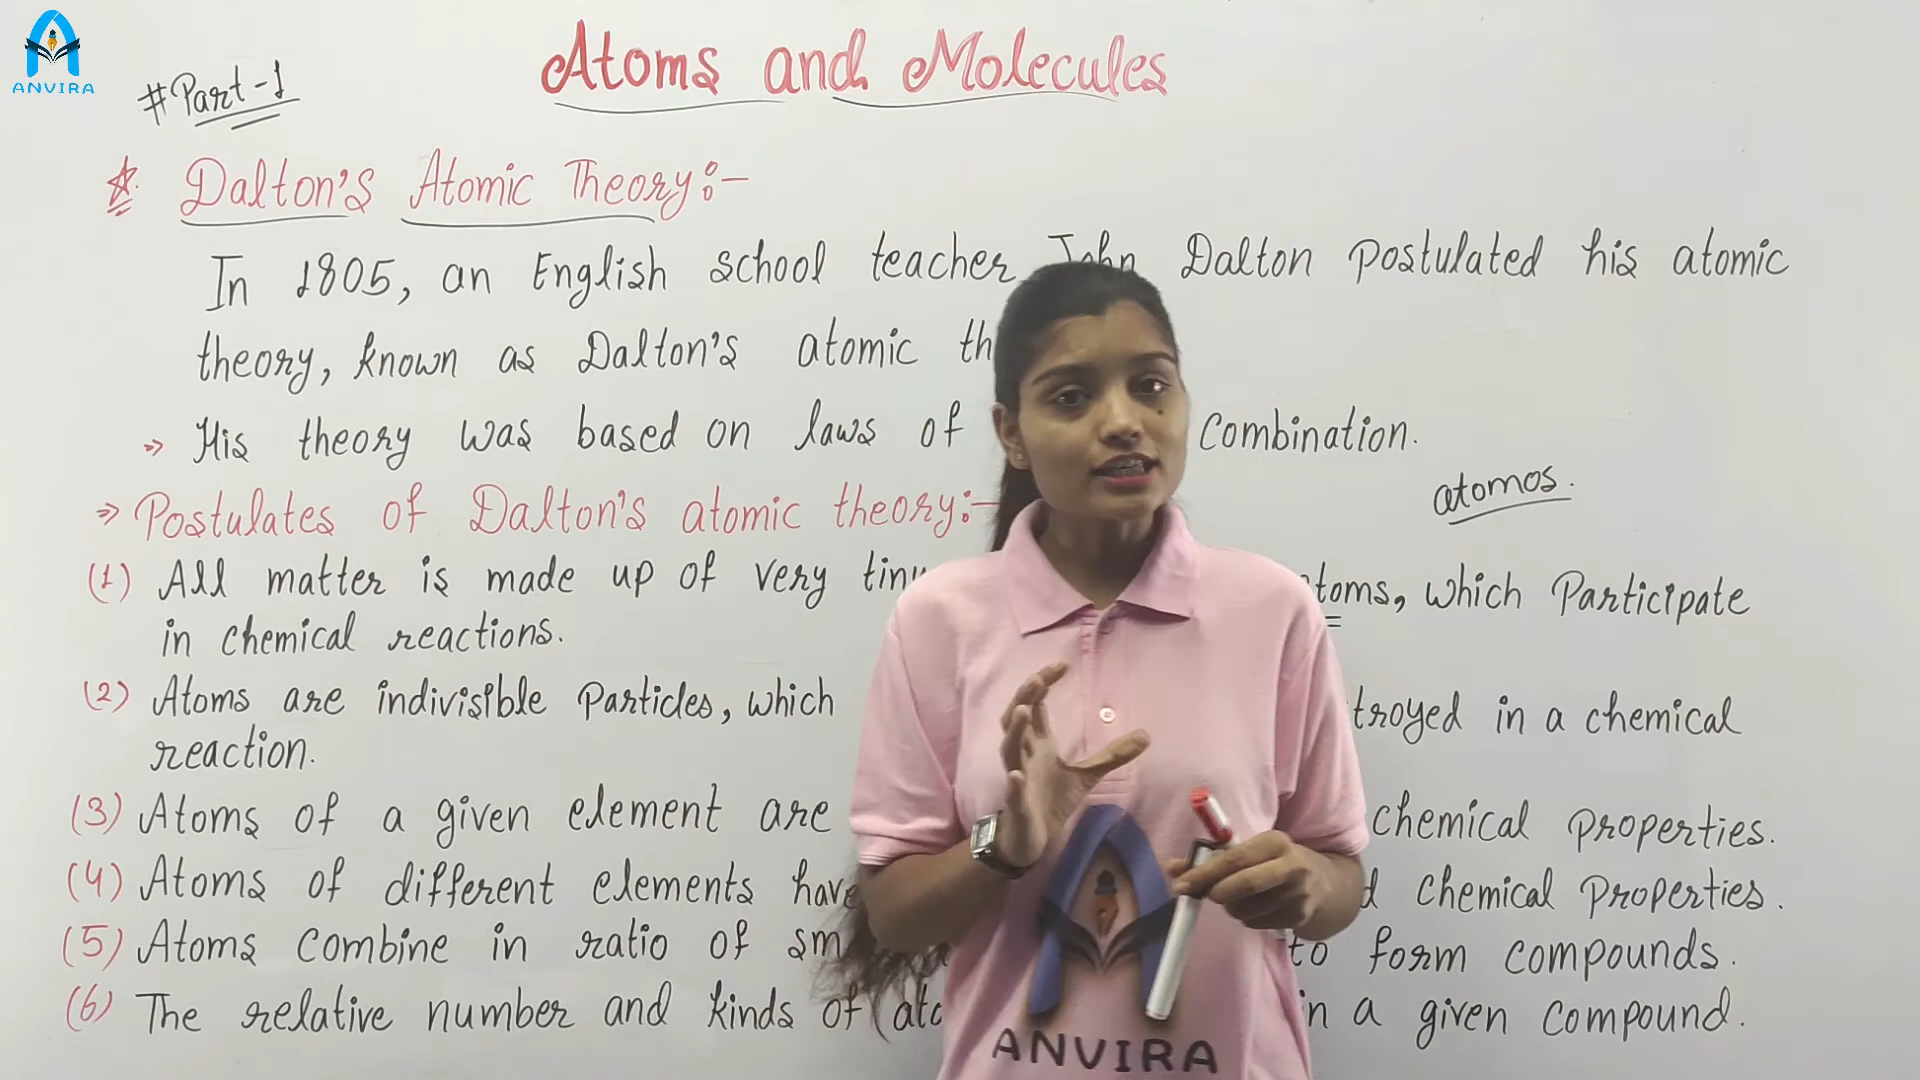 ANVIRA
#Part-1
Atoms and Molecules
Dalton's Atomic Theory:-
In 1805, an English school teacher John Dalton Postulated his atomic
theory, known as Dalton's atomic th
⇒ His theory was based on laws of combination.
atomos.
⇒ Postulates of Dalton's atomic theory:-
(1) All matter is made up of very tiny toms, which Participate
in chemical reactions.
(2) Atoms are indivisible Particles, which troyed in a chemical
reaction.
(3) Atoms of a given element are chemical properties.
(4) Atoms of different elements have d chemical Properties.
(5) Atoms combine in ratio of sm to form compounds.
(6) The relative number and kinds of ato in a given compound.
ANVIRA